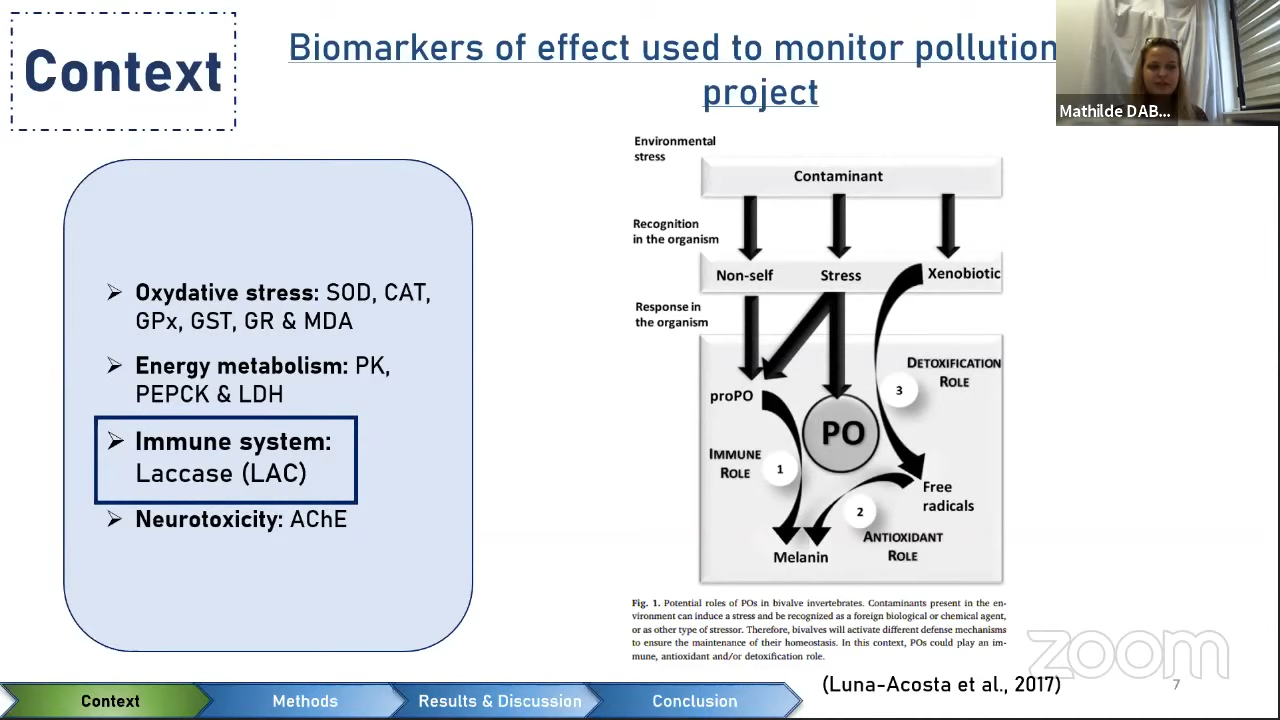 Context
Biomarkers of effect used to monitor pollution
project
Mathilde DAB...
➢ Oxydative stress: SOD, CAT,
GPx, GST, GR & MDA
➢ Energy metabolism: PK,
PEPCK & LDH
➢ Immune system:
Laccase (LAC)
➢ Neurotoxicity: AChE
Environmental
stress
Contaminant
Recognition
in the organism
Non-self
Stress
Xenobiotic
Response in
the organism
DETOXIFICATION
ROLE
3
proPO
PO
IMMUNE
ROLE
1
Free
radicals
2
ANTIOXIDANT
ROLE
Melanin
Fig. 1. Potential roles of POs in bivalve invertebrates. Contaminants present in the en-
vironment can induce a stress and be recognized as a foreign biological or chemical agent,
or as other type of stressor. Therefore, bivalves will activate different defense mechanisms
to ensure the maintenance of their homeostasis. In this context, POs could play an im-
mune, antioxidant and/or detoxification role.
zoom
(Luna-Acosta et al., 2017)
7
Context
Methods
Results & Discussion
Conclusion